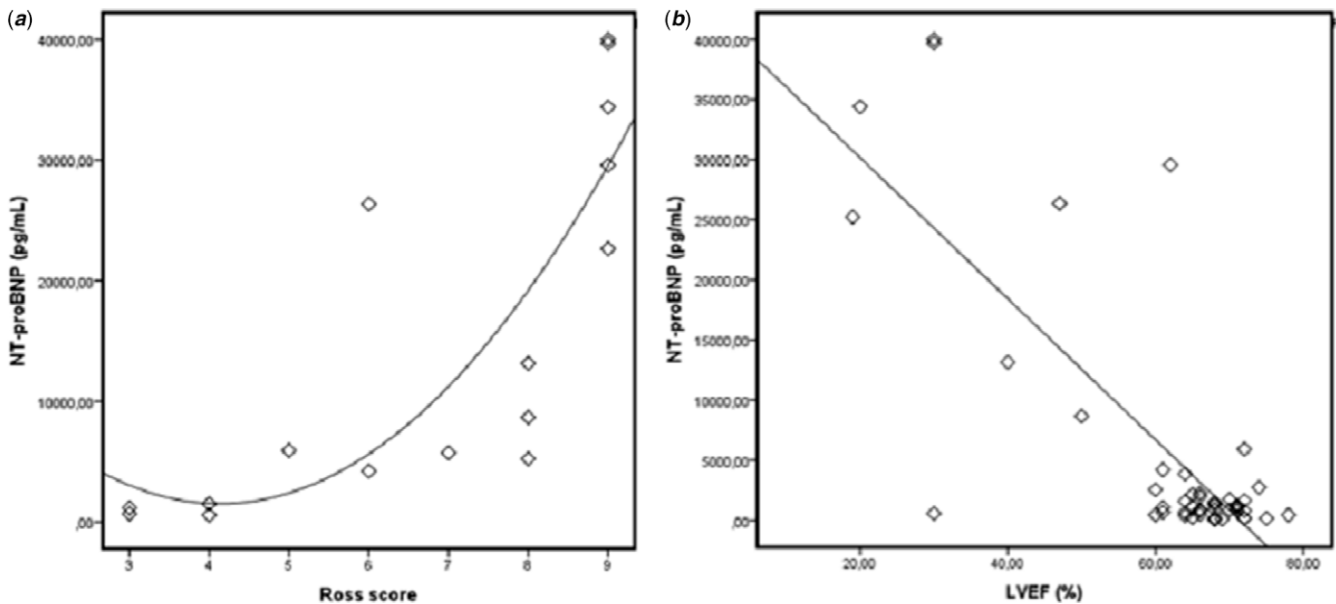 (a)
40000,00
30000,00
20000,00
10000,00
,00
NT-proBNP (pg/mL)
3 4 5 6 7 8 9
Ross score
(b)
40000,00
35000,00
30000,00
25000,00
20000,00
15000,00
10000,00
5000,00
,00
NT-proBNP (pg/mL)
20,00 40,00 60,00 80,00
LVEF (%)